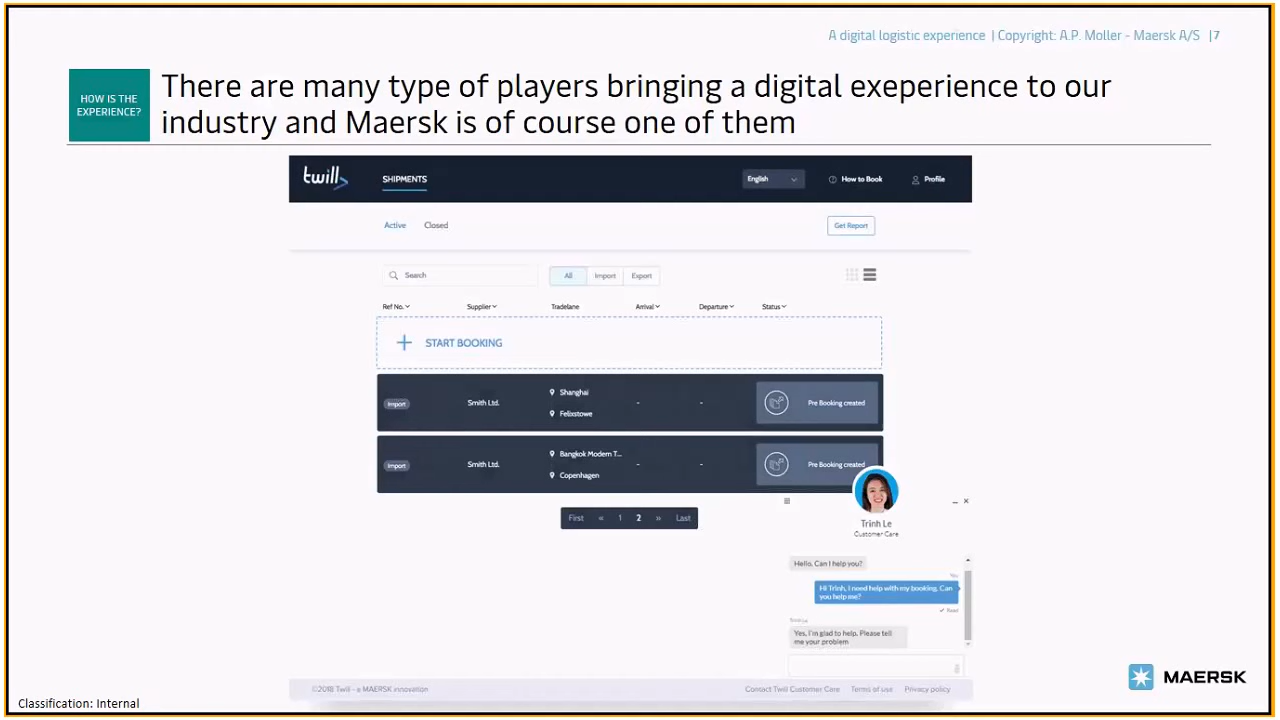 A digital logistic experience | Copyright: A.P. Moller - Maersk A/S |7
HOW IS THE
EXPERIENCE?
There are many type of players bringing a digital exeperience to our
industry and Maersk is of course one of them
twill
SHIPMENTS
English
How to Book
Profile
Active
Closed
Get Report
Search
All
Import
Export
Ref No.
Supplier
Tradelane
Arrival
Departure
Status
+ START BOOKING
Import
Smith Ltd.
Shanghai
Felixstowe
-
-
Pre Booking created
Import
Smith Ltd.
Bangkok Modern T...
Copenhagen
-
-
Pre Booking created
First « 1 2 » Last
Trinh Le
Customer Care
Hello, Can I help you?
You
Hi Trinh, I need help with my booking. Can
you help me?
✓ Read
Yes, I'm glad to help. Please tell
me your problem
©2018 Twill - a MAERSK innovation
Contact Twill Customer Care
Terms of use
Privacy policy
MAERSK
Classification: Internal